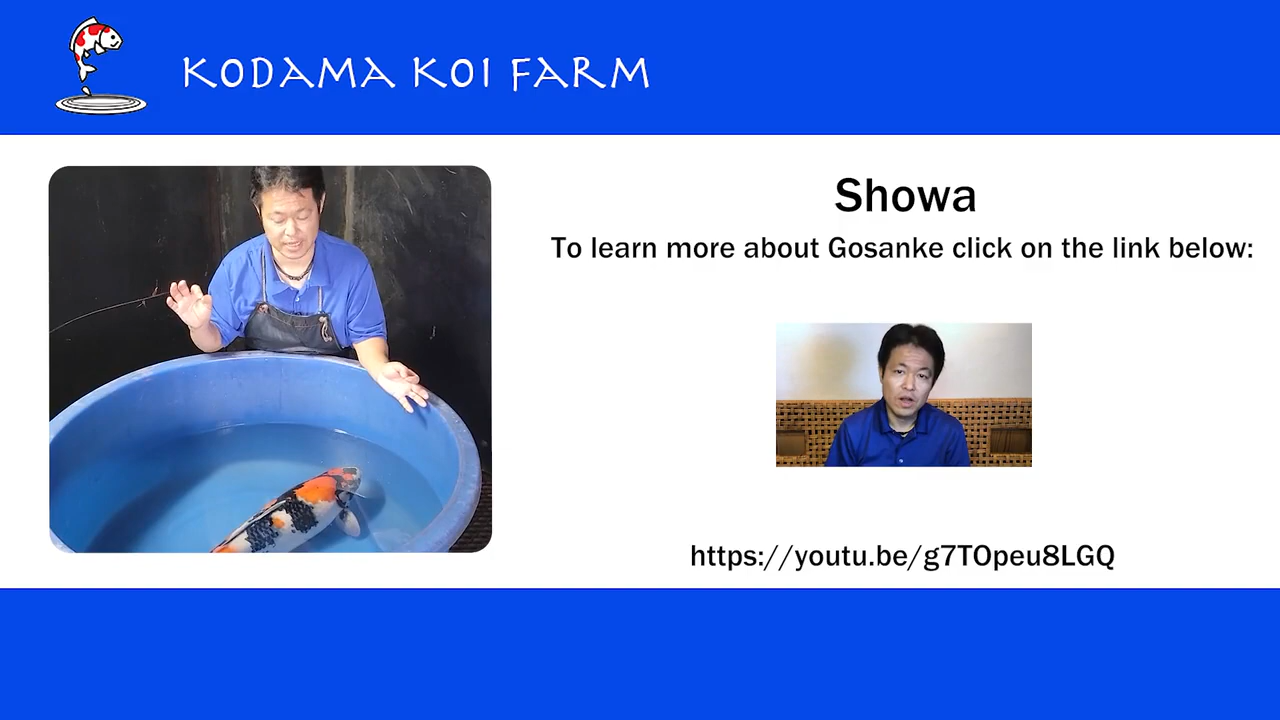 KODAMA KOI FARM
Showa
To learn more about Gosanke click on the link below:
https://youtu.be/g7TOpeu8LGQ